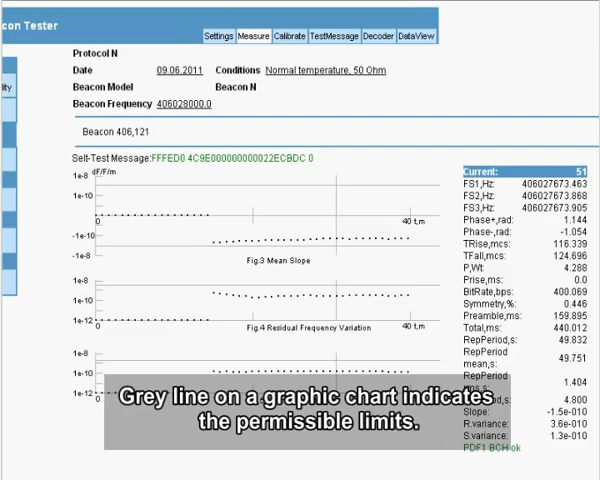 con Tester
Settings Measure Calibrate TestMessage Decoder DataView
lity
Protocol N
Date 09.06.2011 Conditions Normal temperature, 50 Ohm
Beacon Model Beacon N
Beacon Frequency 406028000.0
Beacon 406,121
Self-Test Message:FFFED0 4C9E000000000022ECBDC 0
dF/F/m
1e-8
1e-10
0
40 t,m
-1e-10
-1e-8
Fig.3 Mean Slope
1e-8
1e-10
1e-12
0
40 t,m
Fig.4 Residual Frequency Variation
1e-8
1e-10
1e-12
Current: 51
FS1,Hz: 406027673.463
FS2,Hz: 406027673.868
FS3,Hz: 406027673.905
Phase+,rad: 1.144
Phase-,rad: -1.054
TRise,mcs: 116.339
TFall,mcs: 124.696
P,Wt: 4.288
Prise,ms: 0.0
BitRate,bps: 400.069
Symmetry,%: 0.446
Preamble,ms: 159.895
Total,ms: 440.012
RepPeriod,s: 49.832
RepPeriod
mean,s: 49.751
RepPeriod
1.404
4.800
Slope: -1.5e-010
R.variance: 3.6e-010
S.variance: 1.3e-010
PDF1 BCH ok
Grey line on a graphic chart indicates
the permissible limits.